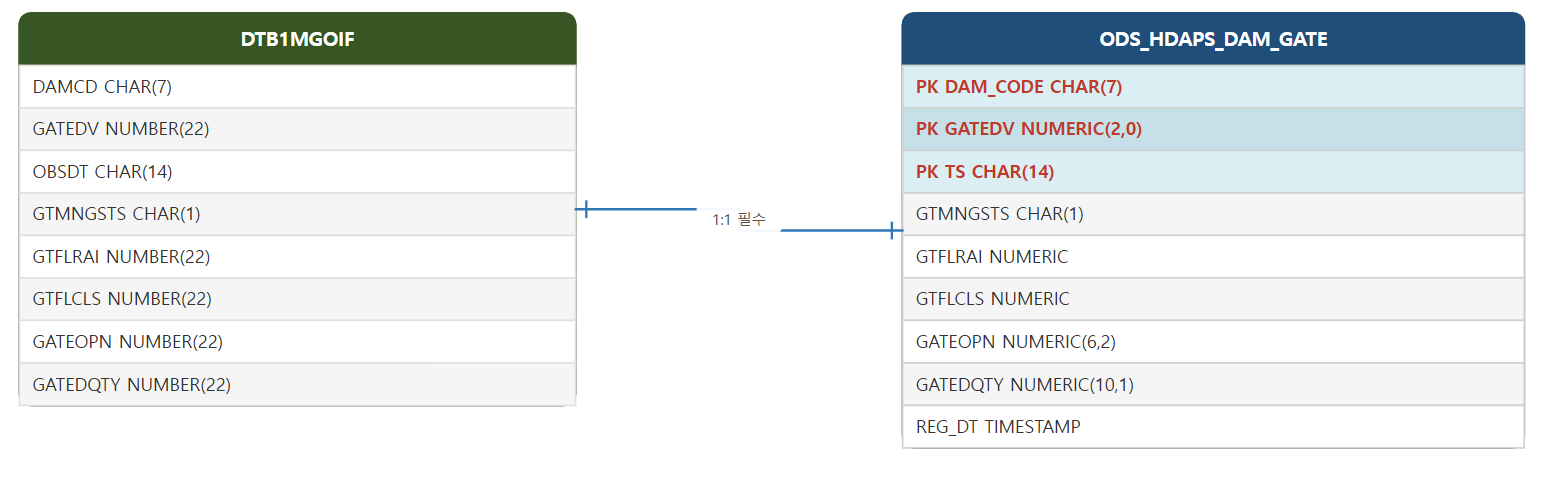 DTB1MGOIF
DAMCD CHAR(7)
GATEDV NUMBER(22)
OBSDT CHAR(14)
GTMNGSTS CHAR(1)
GTFLRAI NUMBER(22)
GTFLCLS NUMBER(22)
GATEOPN NUMBER(22)
GATEDQTY NUMBER(22)
1:1 필수
ODS_HDAPS_DAM_GATE
PK DAM_CODE CHAR(7)
PK GATEDV NUMERIC(2,0)
PK TS CHAR(14)
GTMNGSTS CHAR(1)
GTFLRAI NUMERIC
GTFLCLS NUMERIC
GATEOPN NUMERIC(6,2)
GATEDQTY NUMERIC(10,1)
REG_DT TIMESTAMP